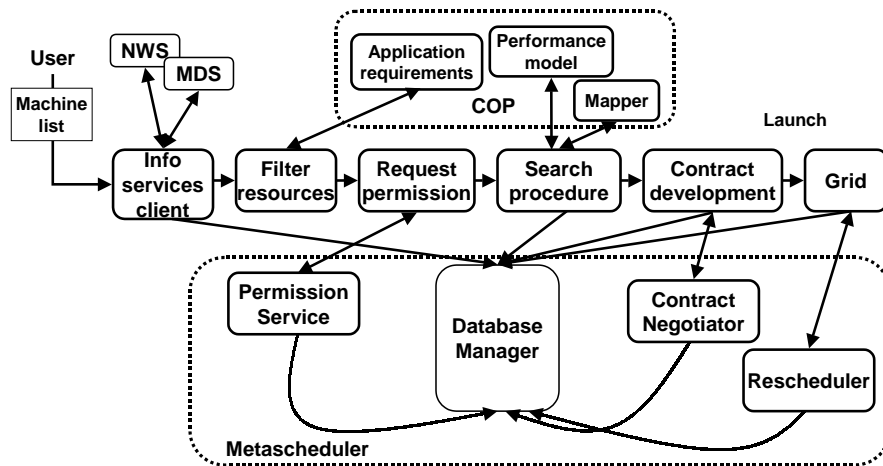 User
NWS
MDS
Machine
list
Application
requirements
Performance
model
COP
Mapper
Launch
Info
services
client
Filter
resources
Request
permission
Search
procedure
Contract
development
Grid
Permission
Service
Database
Manager
Contract
Negotiator
Rescheduler
Metascheduler